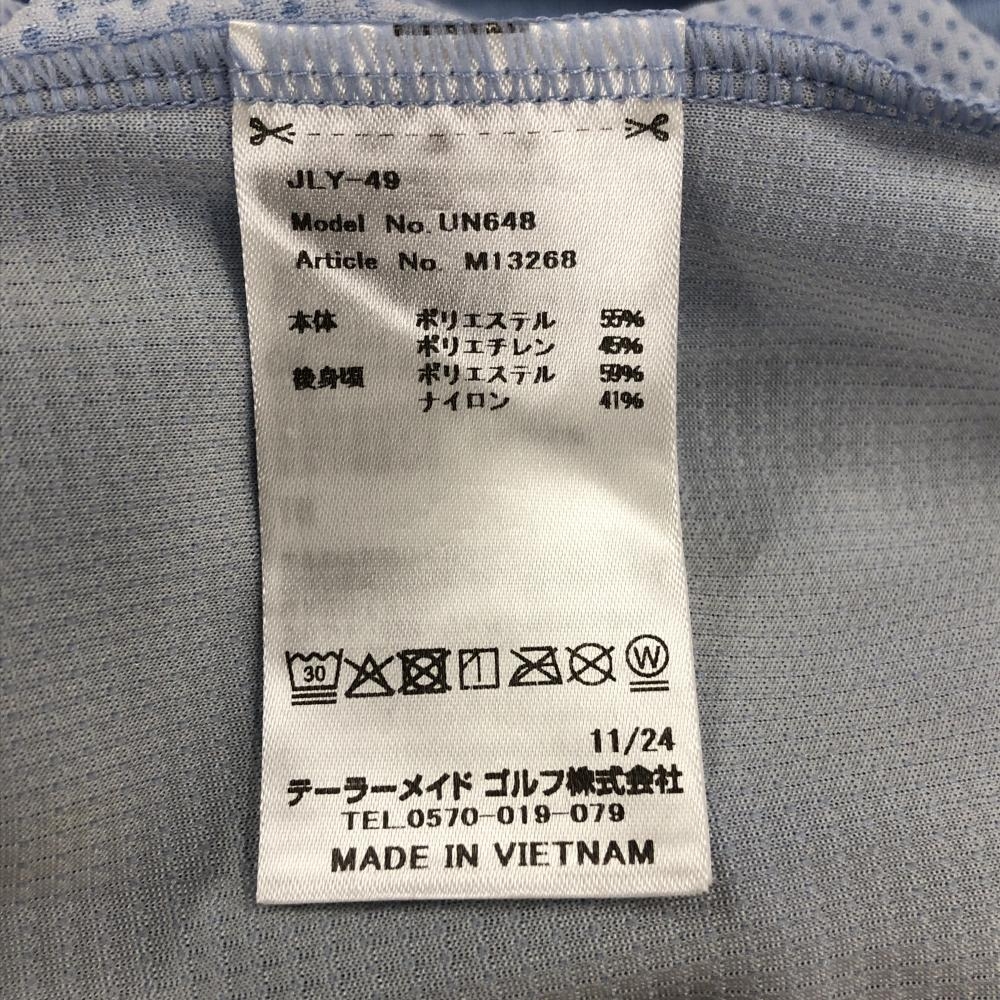 JLY-49
Model No. UN648
Article No. M13268
本体 ポリエステル 55%
ポリエチレン 45%
後身頃 ポリエステル 59%
ナイロン 41%
30 W
11/24
テーラーメイド ゴルフ株式会社
TEL.0570-019-079
MADE IN VIETNAM